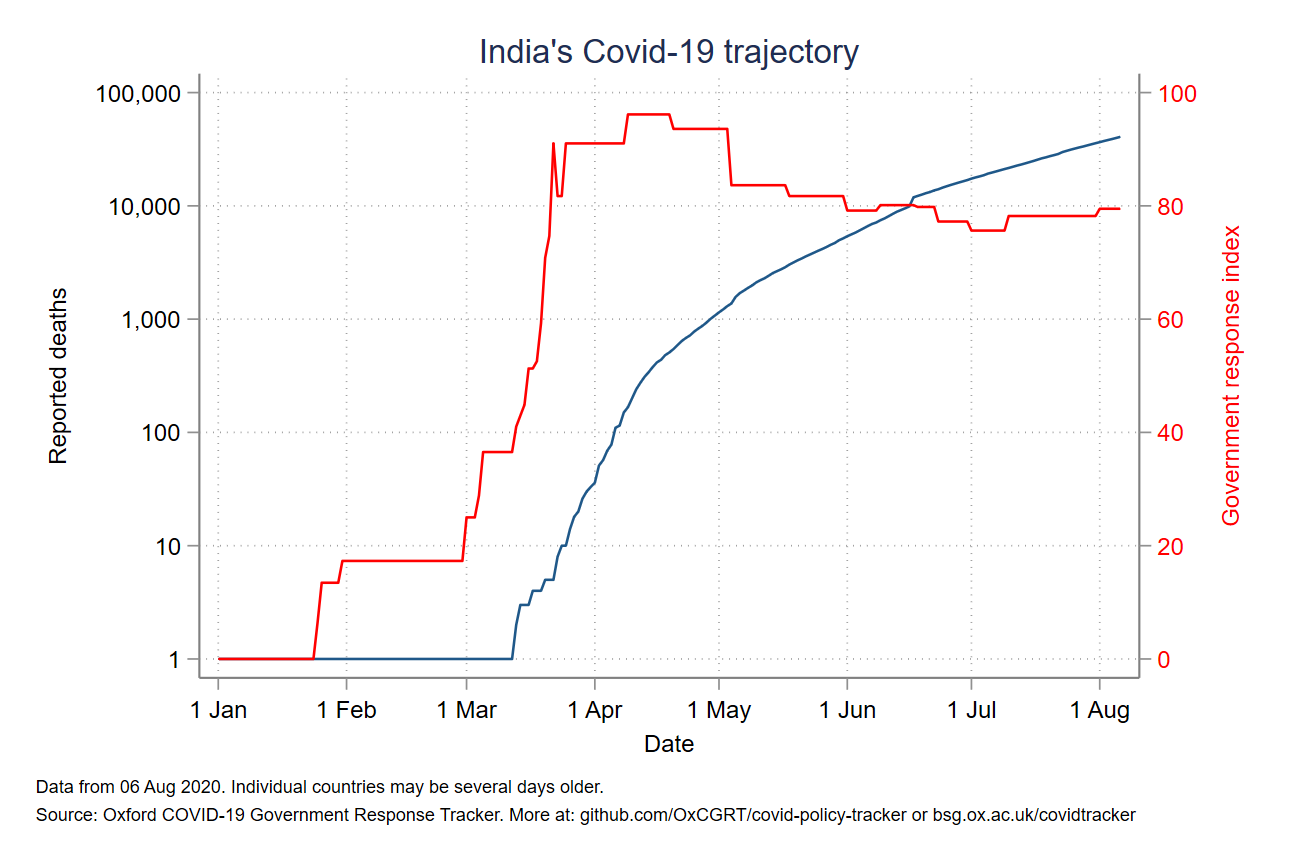 India's Covid-19 trajectory
100,000
10,000
1,000
100
10
1
Reported deaths
100
80
60
40
20
0
Government response index
1 Jan 1 Feb 1 Mar 1 Apr 1 May 1 Jun 1 Jul 1 Aug
Date
Data from 06 Aug 2020. Individual countries may be several days older.
Source: Oxford COVID-19 Government Response Tracker. More at: github.com/OxCGRT/covid-policy-tracker or bsg.ox.ac.uk/covidtracker